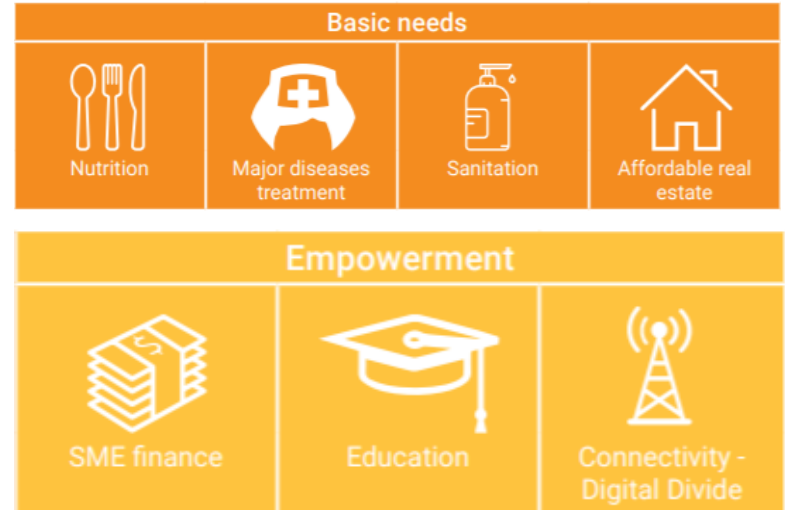 Basic needs
Nutrition
Major diseases
treatment
Sanitation
Affordable real
estate
Empowerment
SME finance
Education
Connectivity -
Digital Divide